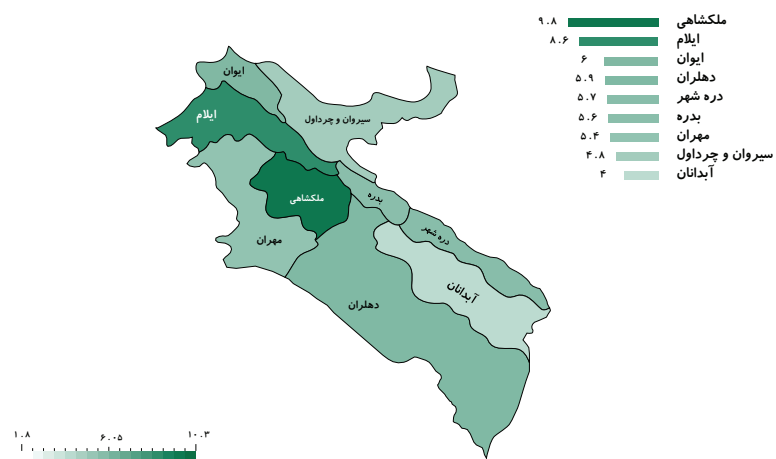 ملکشاهی ۹.۸
ایلام ۸.۶
ایوان ۶
دهلران ۵.۹
دره شهر ۵.۷
بدره ۵.۶
مهران ۵.۴
سیروان و چرداول ۴.۸
آبدانان ۴
ایوان
ایلام
سیروان و چرداول
ملکشاهی
بدره
مهران
دره شهر
آبدانان
دهلران
۱.۸ ۶.۰۵ ۱۰.۳